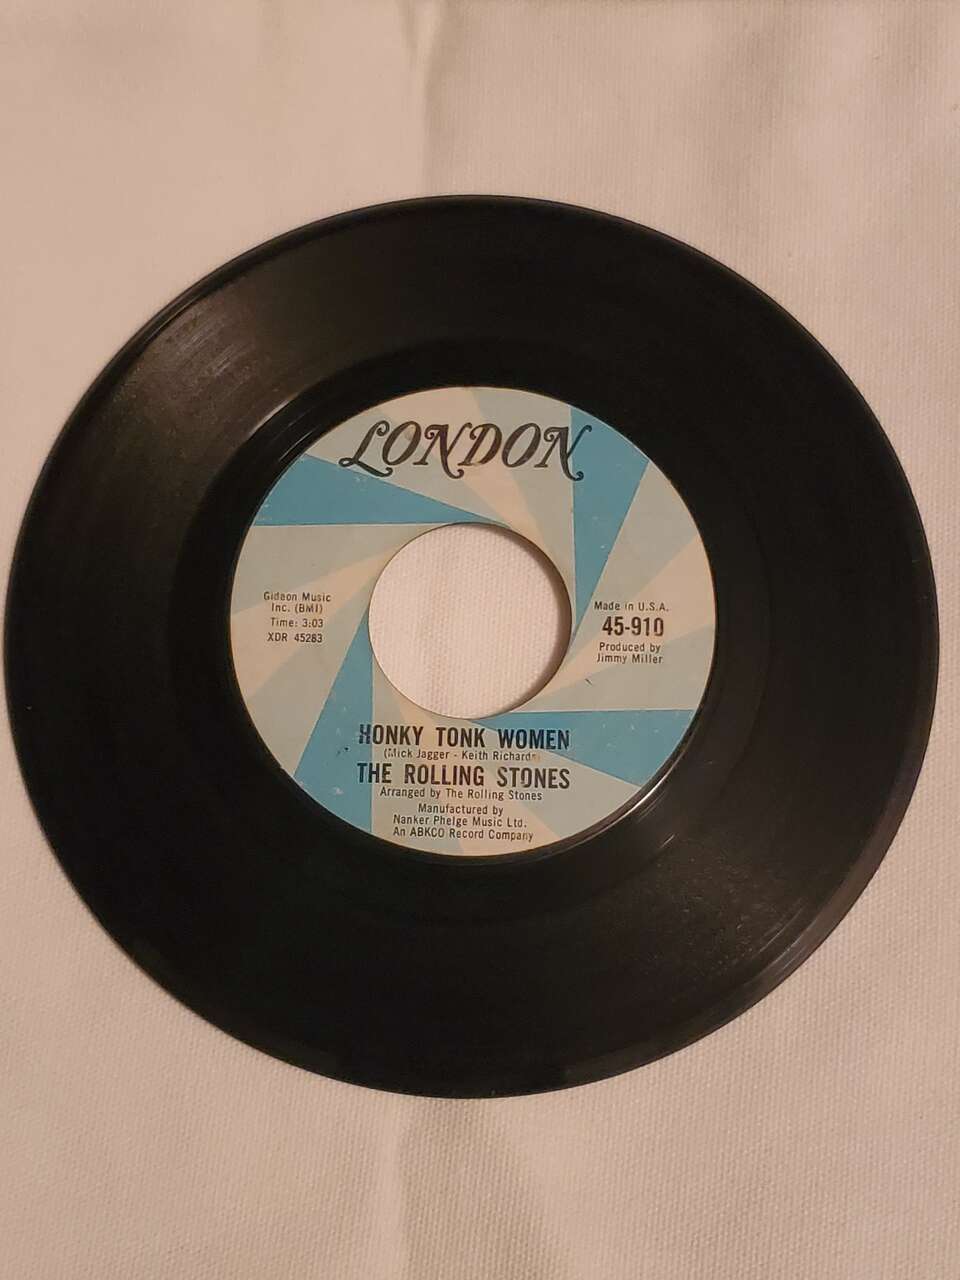 LONDON
Gideon Music
Inc. (BMI)
Time: 3:03
XDR 45283
Made in U.S.A.
45-910
Produced by
Jimmy Miller
HONKY TONK WOMEN
(Mick Jagger - Keith Richards)
THE ROLLING STONES
Arranged by The Rolling Stones
Manufactured by
Nanker Phelge Music Ltd.
An ABKCO Record Company